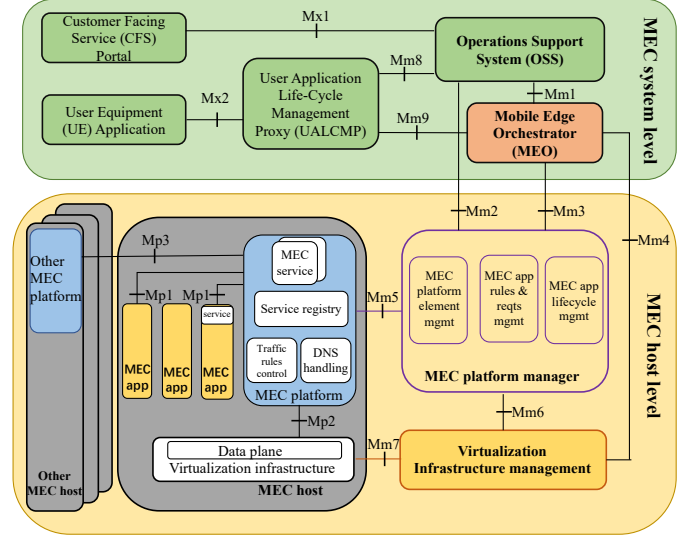 Customer Facing
Service (CFS)
Portal
Mx1
Operations Support
System (OSS)
MEC system level
User Application
Life-Cycle
Management
Proxy (UALCMP)
Mm8
User Equipment
(UE) Application
Mx2
Mm9
Mm1
Mobile Edge
Orchestrator
(MEO)
Mm2
Mm3
Mm4
Other
MEC
platform
Mp3
MEC
service
Mp1
Mp1
service
Service registry
Mm5
MEC
platform
element
mgmt
MEC app
rules &
reqts
mgmt
MEC app
lifecycle
mgmt
MEC host level
MEC
app
MEC
app
MEC
app
Traffic
rules
control
DNS
handling
MEC platform
MEC platform manager
Mp2
Mm6
Data plane
Virtualization infrastructure
Mm7
Virtualization
Infrastructure management
Other
MEC host
MEC host